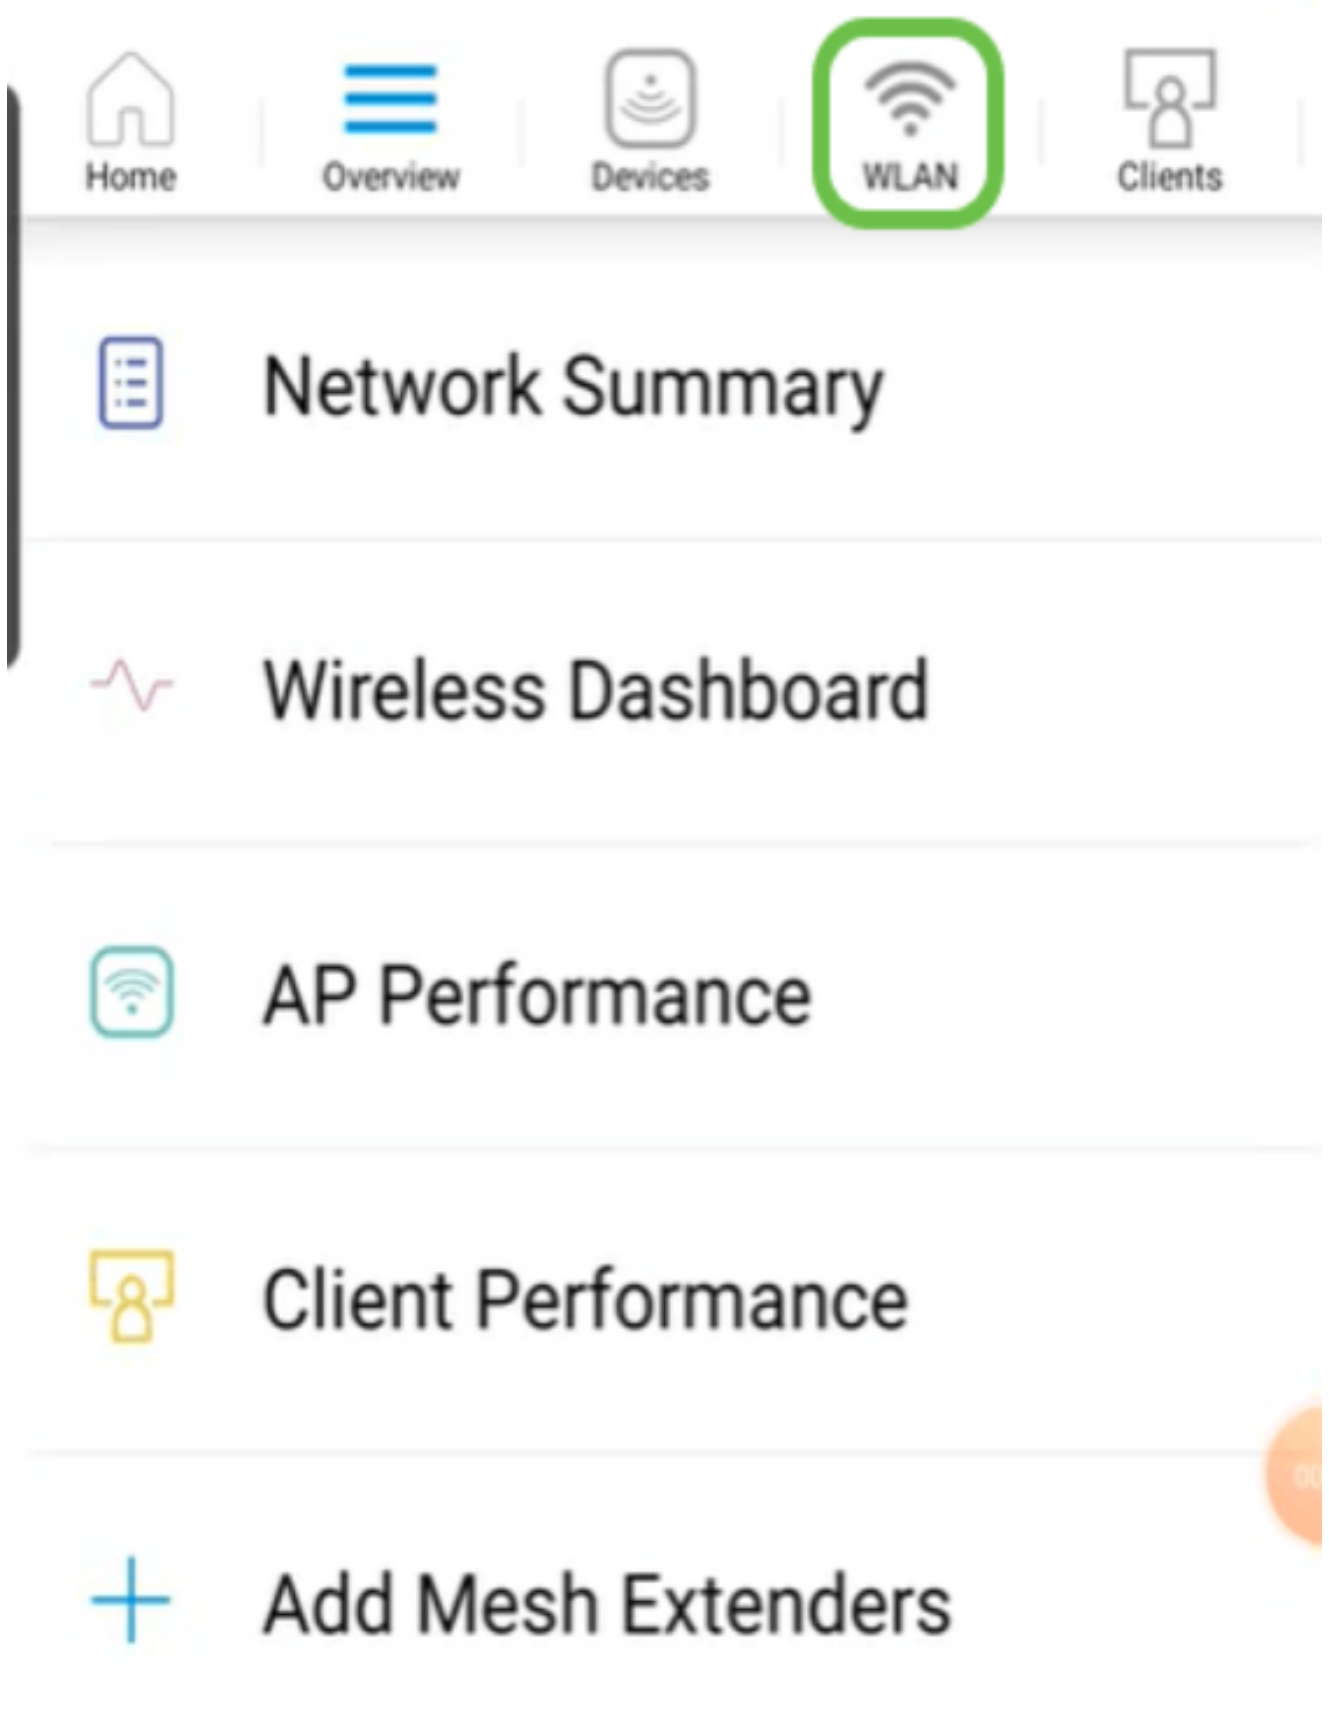 Home
Overview
Devices
WLAN
Clients
Network Summary
Wireless Dashboard
AP Performance
Client Performance
Add Mesh Extenders